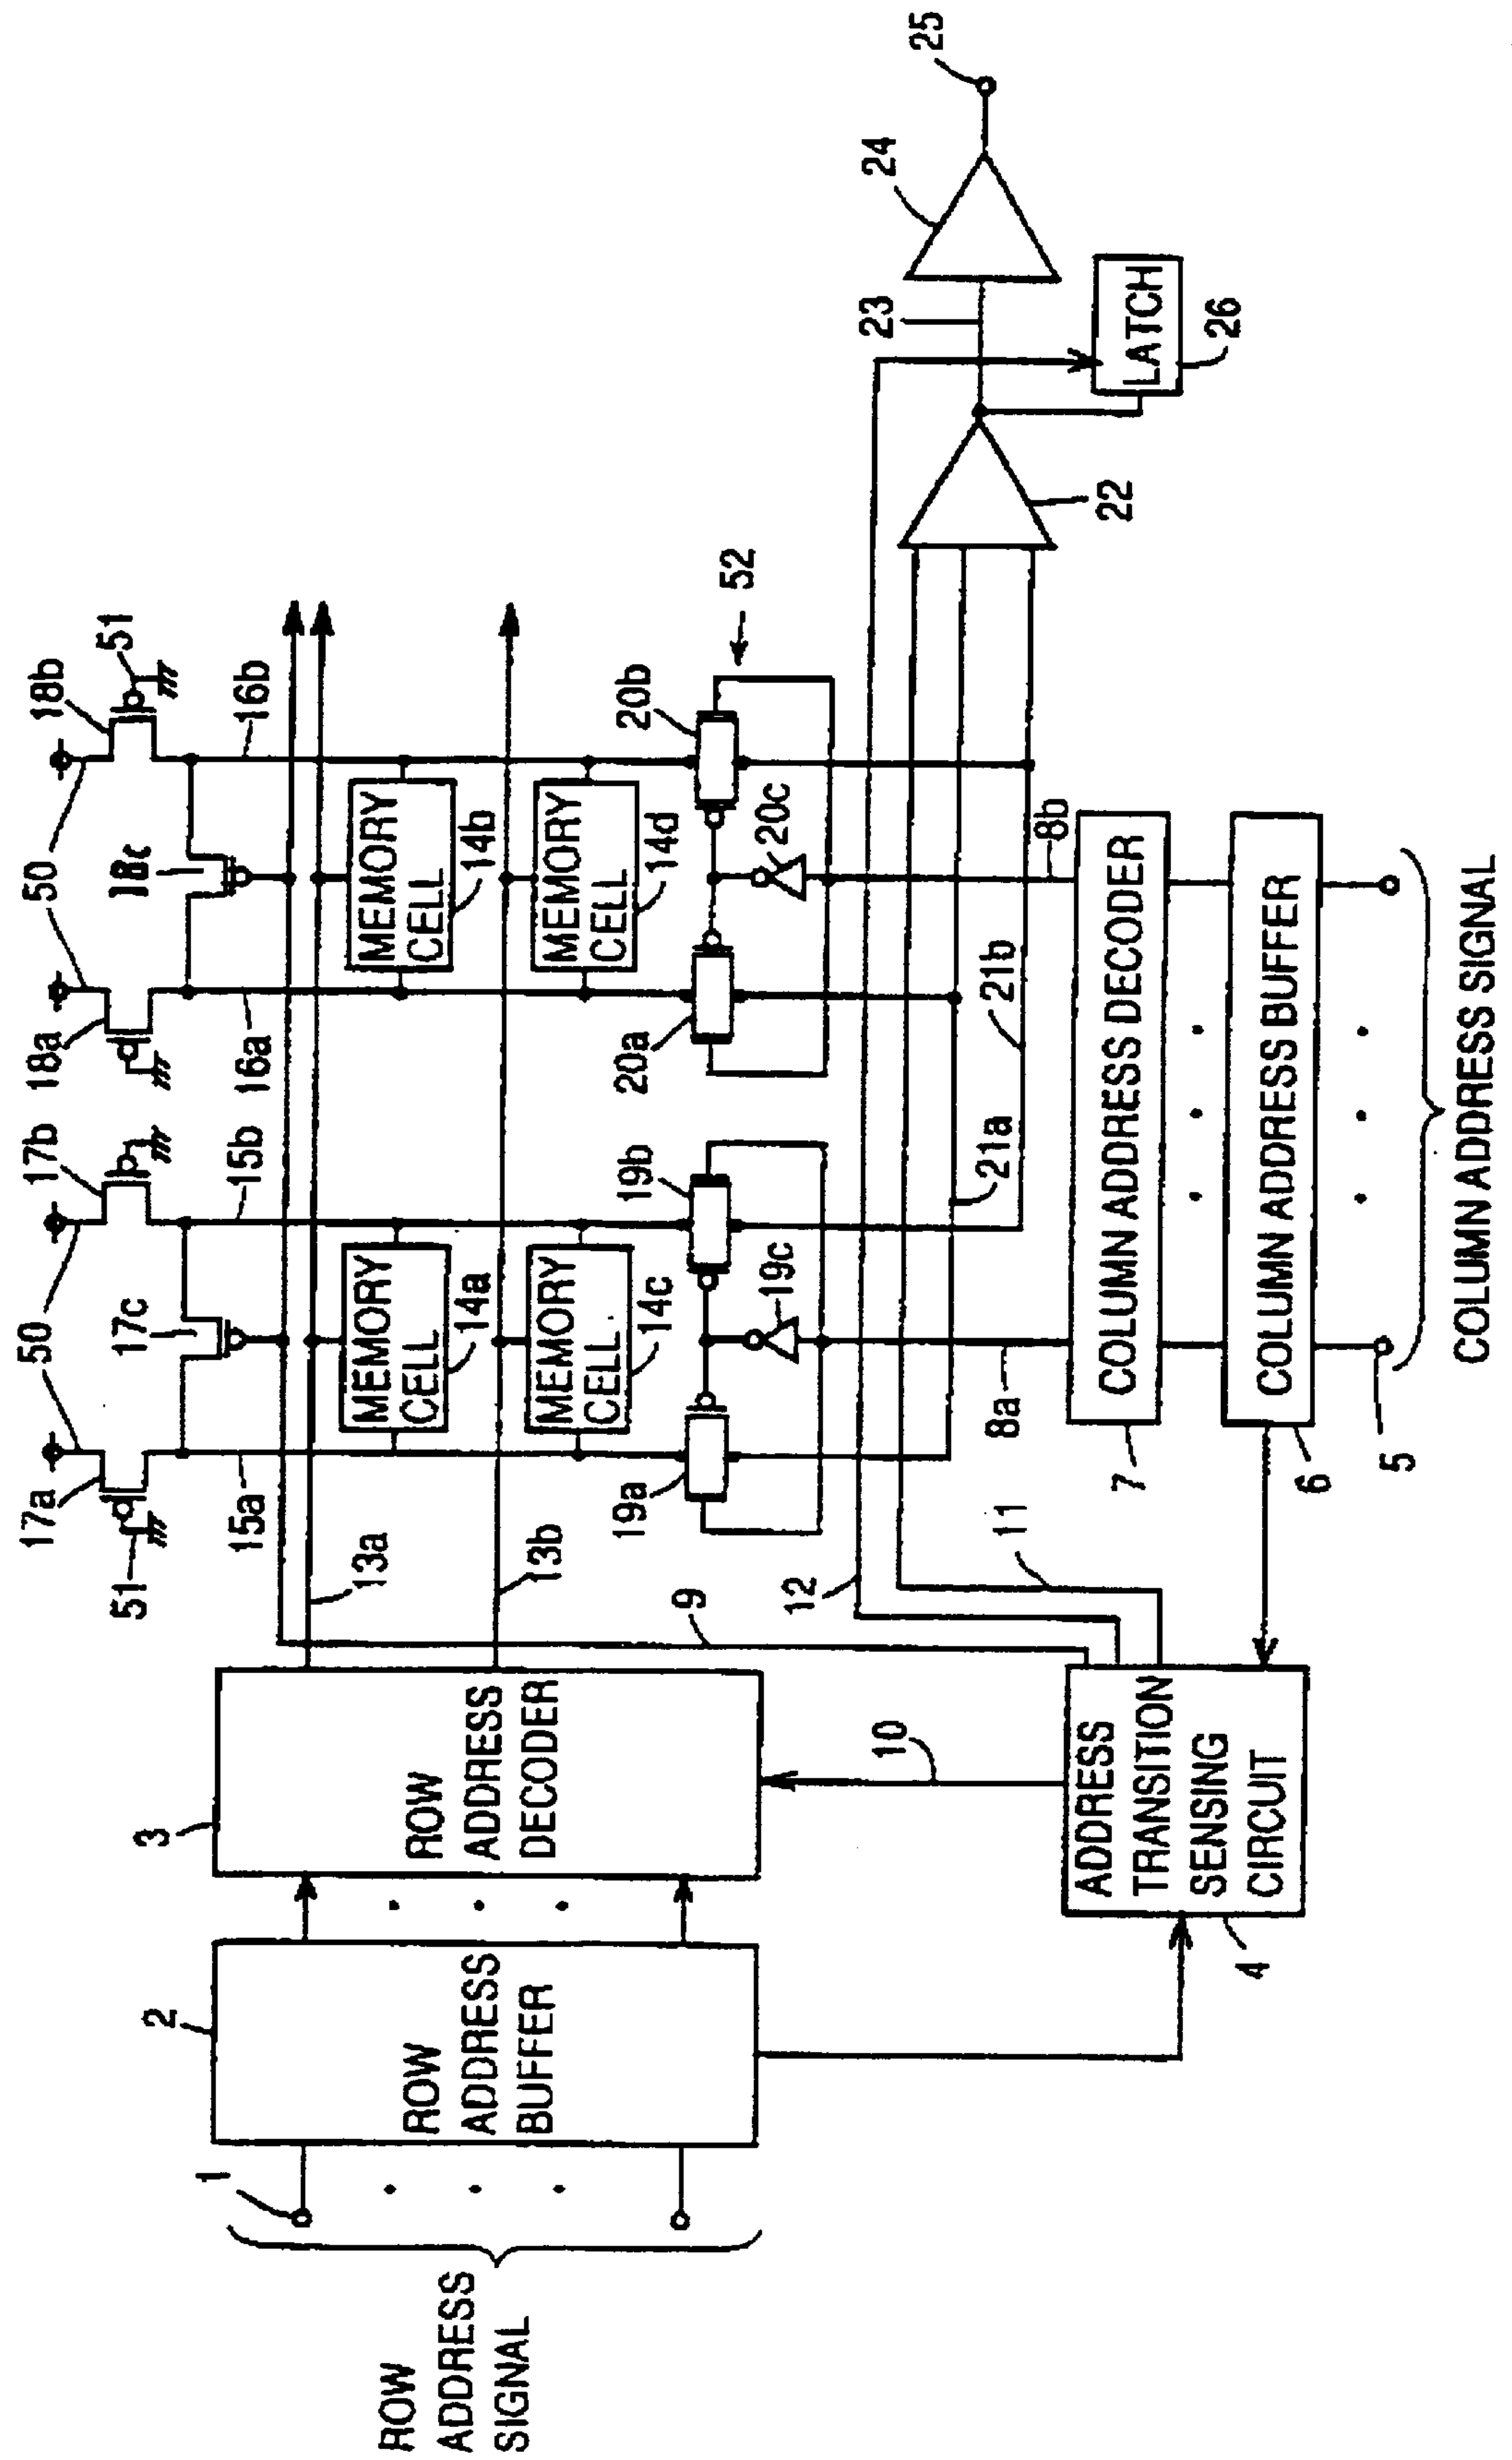 17a
50
17c
17b
18a
50
18c
18b
51
51
15a
15b
16a
16b
13a
13b
9
MEMORY
CELL
14a
MEMORY
CELL
14b
MEMORY
CELL
14c
MEMORY
CELL
14d
52
19a
19b
19c
20a
20b
20c
ROW
ADDRESS
SIGNAL
1
2
ROW
ADDRESS
BUFFER
3
ROW
ADDRESS
DECODER
10
4
ADDRESS
TRANSITION
SENSING
CIRCUIT
12
11
21a
21b
22
23
24
25
LATCH
26
8a
8b
COLUMN ADDRESS DECODER
7
COLUMN ADDRESS BUFFER
6
5
COLUMN ADDRESS SIGNAL